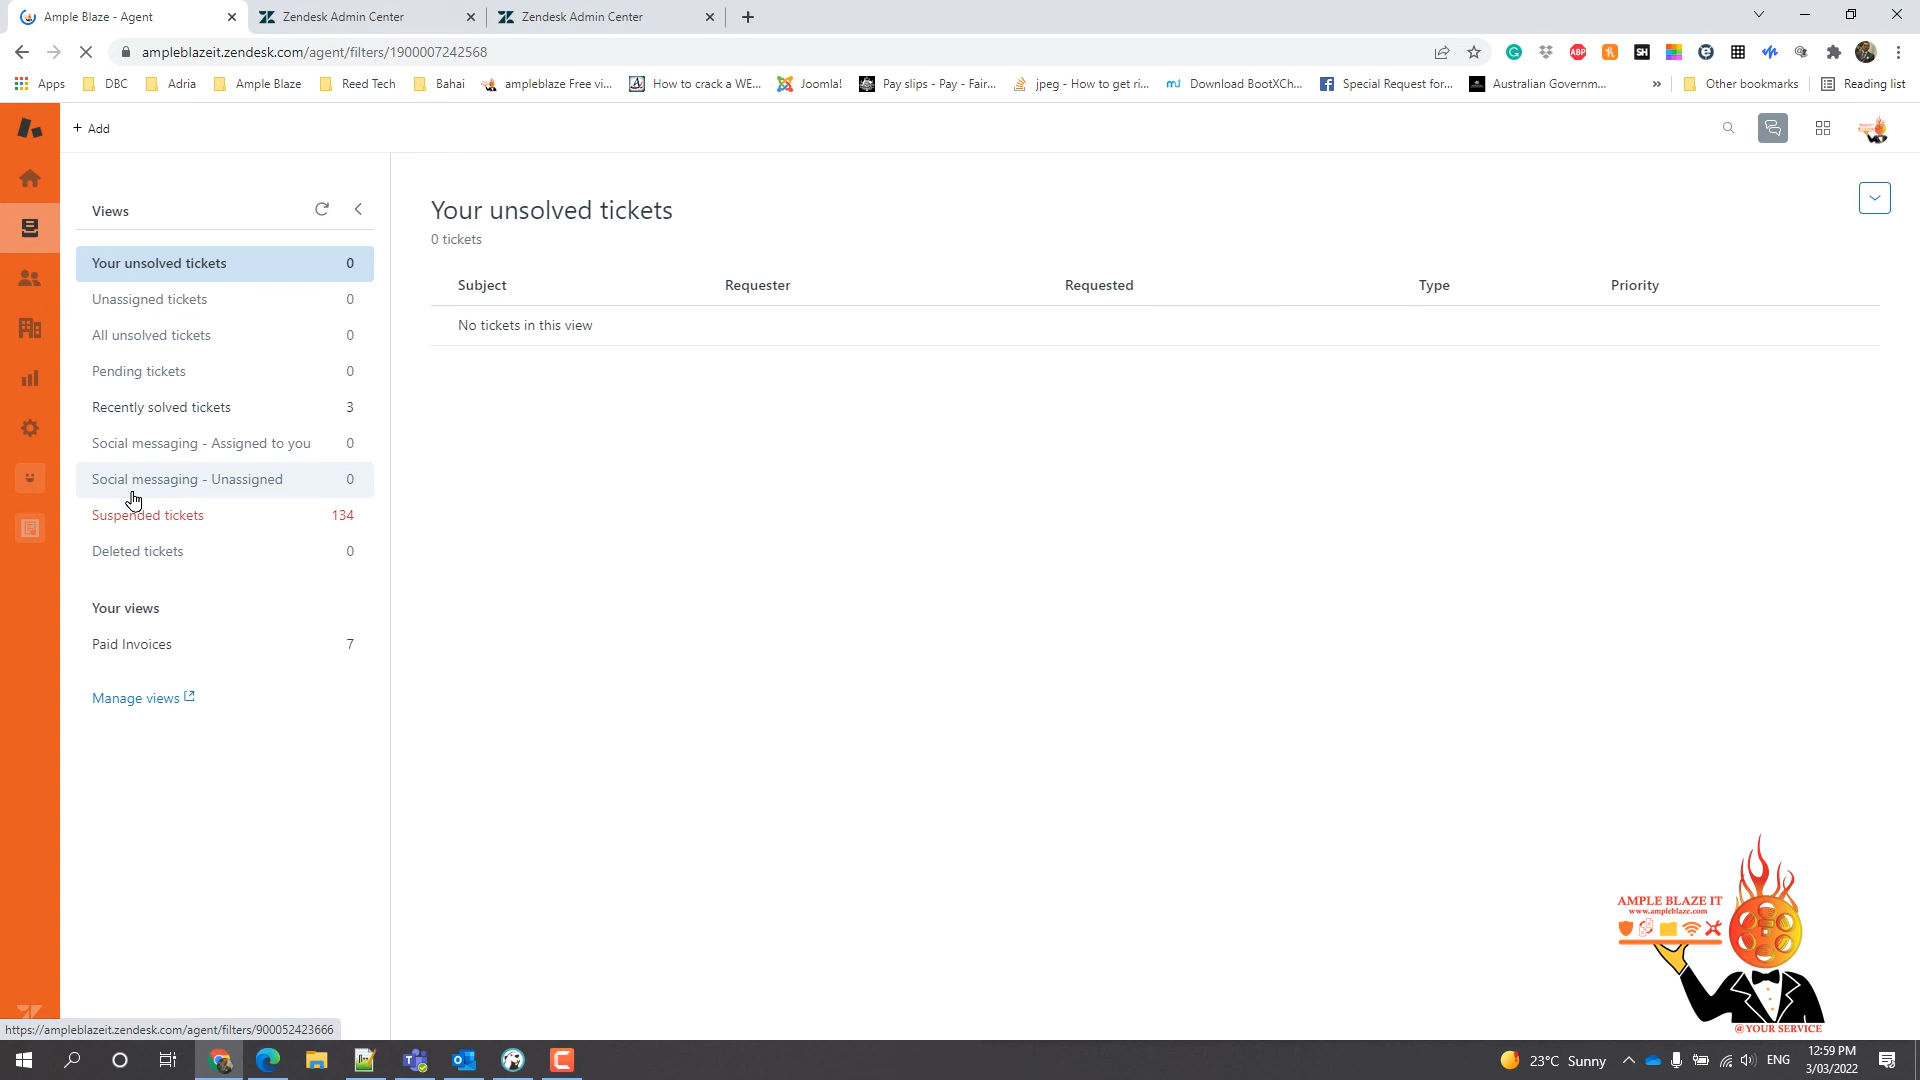 Ample Blaze - Agent
Zendesk Admin Center
Zendesk Admin Center
ampleblazeit.zendesk.com/agent/filters/1900007242568
ABP
SH
Apps
DBC
Adria
Ample Blaze
Reed Tech
Bahai
ampleblaze Free vi...
How to crack a WE...
Joomla!
Pay slips - Pay - Fair...
jpeg - How to get ri...
Download BootXCh...
Special Request for...
Australian Governm...
»
Other bookmarks
Reading list
+ Add
Views
Your unsolved tickets 0
Unassigned tickets 0
All unsolved tickets 0
Pending tickets 0
Recently solved tickets 3
Social messaging - Assigned to you 0
Social messaging - Unassigned 0
Suspended tickets 134
Deleted tickets 0
Your views
Paid Invoices 7
Manage views
Your unsolved tickets
0 tickets
Subject Requester Requested Type Priority
No tickets in this view
AMPLE BLAZE IT
www.ampleblaze.com
@ YOUR SERVICE
https://ampleblazeit.zendesk.com/agent/filters/900052423666
23°C Sunny
ENG
12:59 PM
3/03/2022